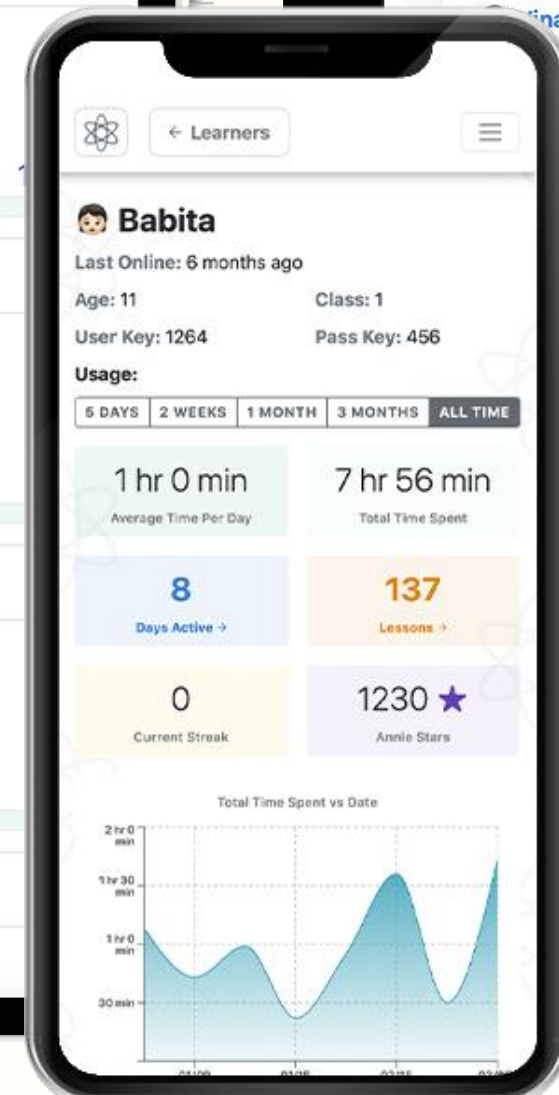 ← Learners
Babita
Last Online: 6 months ago
Age: 11 Class: 1
User Key: 1264 Pass Key: 456
Usage:
5 DAYS 2 WEEKS 1 MONTH 3 MONTHS ALL TIME
1 hr 0 min 7 hr 56 min
Average Time Per Day Total Time Spent
8 137
Days Active → Lessons →
0 1230 ★
Current Streak Annie Stars
Total Time Spent vs Date
2 hr 0
min
1 hr 30
min
1 hr 0
min
30 min